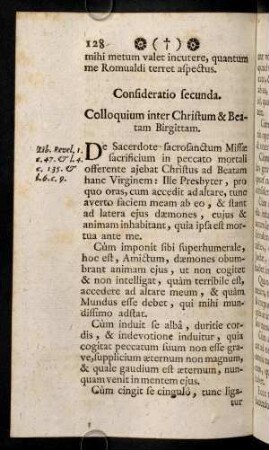 128 ❁ ( † ) ❁
mihi metum valet incutere, quantum
me Romualdi terret aspectus.
Consideratio secunda.
Colloquium inter Christum & Bea-
tam Birgittam.
Lib. Revel. 1.
c. 47. & l. 4.
c. 135. &
l. 6. c. 9.
De Sacerdote sacrosanctum Missæ
sacrificium in peccato mortali
offerente ajebat Christus ad Beatam
hanc Virginem: Ille Presbyter, pro
quo oras, cum accedit ad altare, tunc
averto faciem meam ab eo, & stant
ad latera ejus dæmones, ejus &
animam inhabitant, quia ipsa est mor-
tua ante me.
Cùm imponit sibi superhumerale,
hoc est, Amictum, dæmones obum-
brant animam ejus, ut non cogitet
& non intelligat, quàm terribile est,
accedere ad altare meum, & quàm
Mundus esse debet, qui mihi mun-
dissimo adstat.
Cùm induit se albâ, duritie cor-
dis, & indevotione induitur, quia
cogitat peccatum suum non esse gra-
ve, supplicium æternum non magnum,
& quale gaudium est æternum, nun-
quam venit in mentem ejus.
Cùm cingit se cingulô, tunc liga-
tur